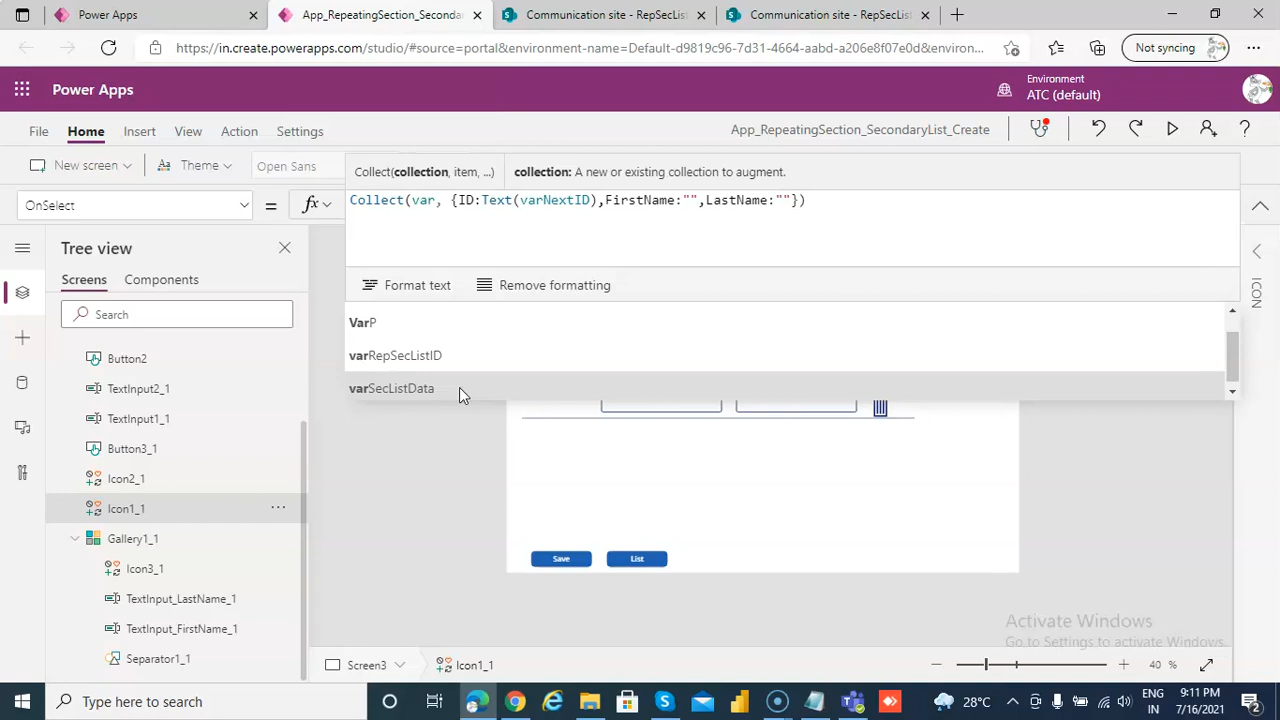 Power Apps
App_RepeatingSection_Secondar
Communication site - RepSecLis
Communication site - RepSecLis
https://in.create.powerapps.com/studio/#source=portal&environment-name=Default-d9819c96-7d31-4664-aabd-a206e8f07e0d&environ...
Not syncing
Power Apps
Environment
ATC (default)
File
Home
Insert
View
Action
Settings
App_RepeatingSection_SecondaryList_Create
New screen
Theme
Open Sans
Collect(collection, item, ...)
collection: A new or existing collection to augment.
OnSelect
=
fx
Collect(var, {ID:Text(varNextID),FirstName:"",LastName:""})
Tree view
Screens
Components
Format text
Remove formatting
ICON
Search
VarP
varRepSecListID
varSecListData
Button2
TextInput2_1
TextInput1_1
Button3_1
Icon2_1
Icon1_1
Gallery1_1
Icon3_1
TextInput_LastName_1
TextInput_FirstName_1
Separator1_1
Save
List
Activate Windows
Go to Settings to activate Windows.
Screen3
Icon1_1
40 %
Type here to search
28°C
ENG
IN
9:11 PM
7/16/2021
2